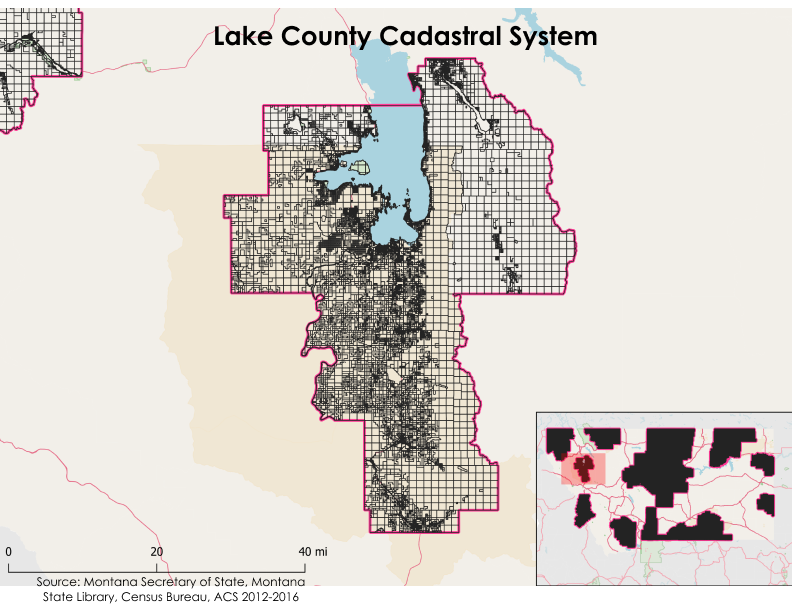 Lake County Cadastral System
0 20 40 mi
Source: Montana Secretary of State, Montana
State Library, Census Bureau, ACS 2012-2016